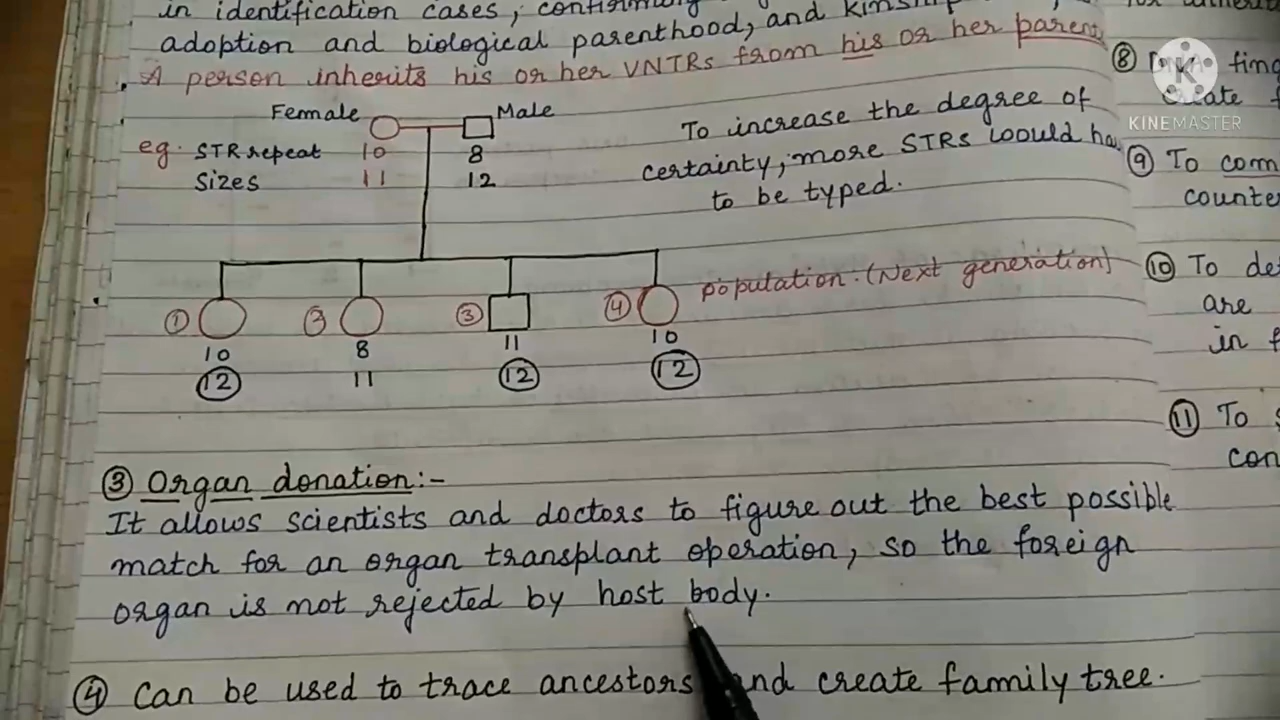 in identification cases, confirming
adoption and biological parenthood, and kinship
A person inherits his or her VNTRs from his or her parent
Female Male
eg. STR repeat 10 8
Sizes 11 12
To increase the degree of
certainty, more STRs would ha
to be typed.
① ② ③ ④ population. (Next generation)
10 8 11 10
12 11 12 12
③ Organ donation:-
It allows scientists and doctors to figure out the best possible
match for an organ transplant operation, so the foreign
organ is not rejected by host body.
④ Can be used to trace ancestors and create family tree.
⑧
⑨ To com
counte
⑩ To de
are
in f
⑪ To
con
KINEMASTER